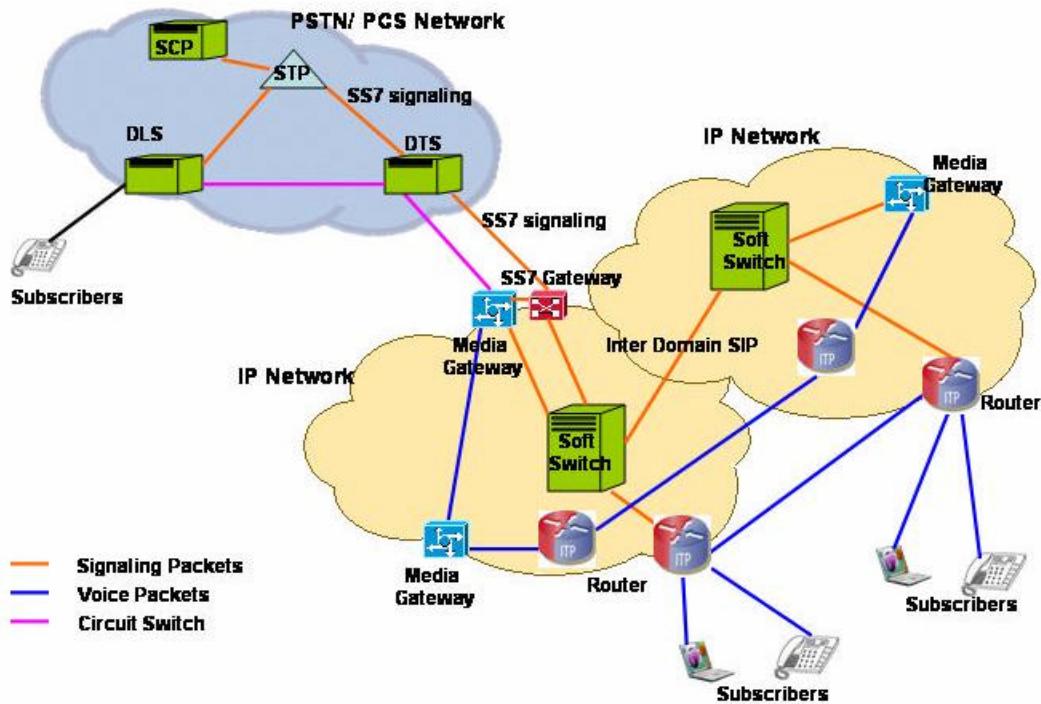 PSTN/ PCS Network
SCP
STP
SS7 signaling
DLS
DTS
IP Network
Media
Gateway
SS7 signaling
Soft
Switch
Subscribers
SS7 Gateway
Media
Gateway
Inter Domain SIP
ITP
IP Network
ITP
Router
Soft
Switch
ITP
ITP
Media
Gateway
Router
Signaling Packets
Voice Packets
Circuit Switch
Subscribers
Subscribers